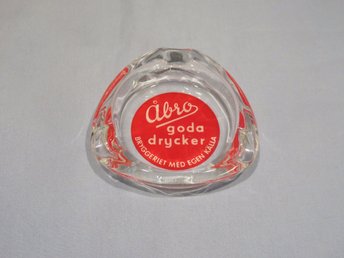 Åbro
goda
drycker
BRYGGERIET MED EGEN KÄLLA